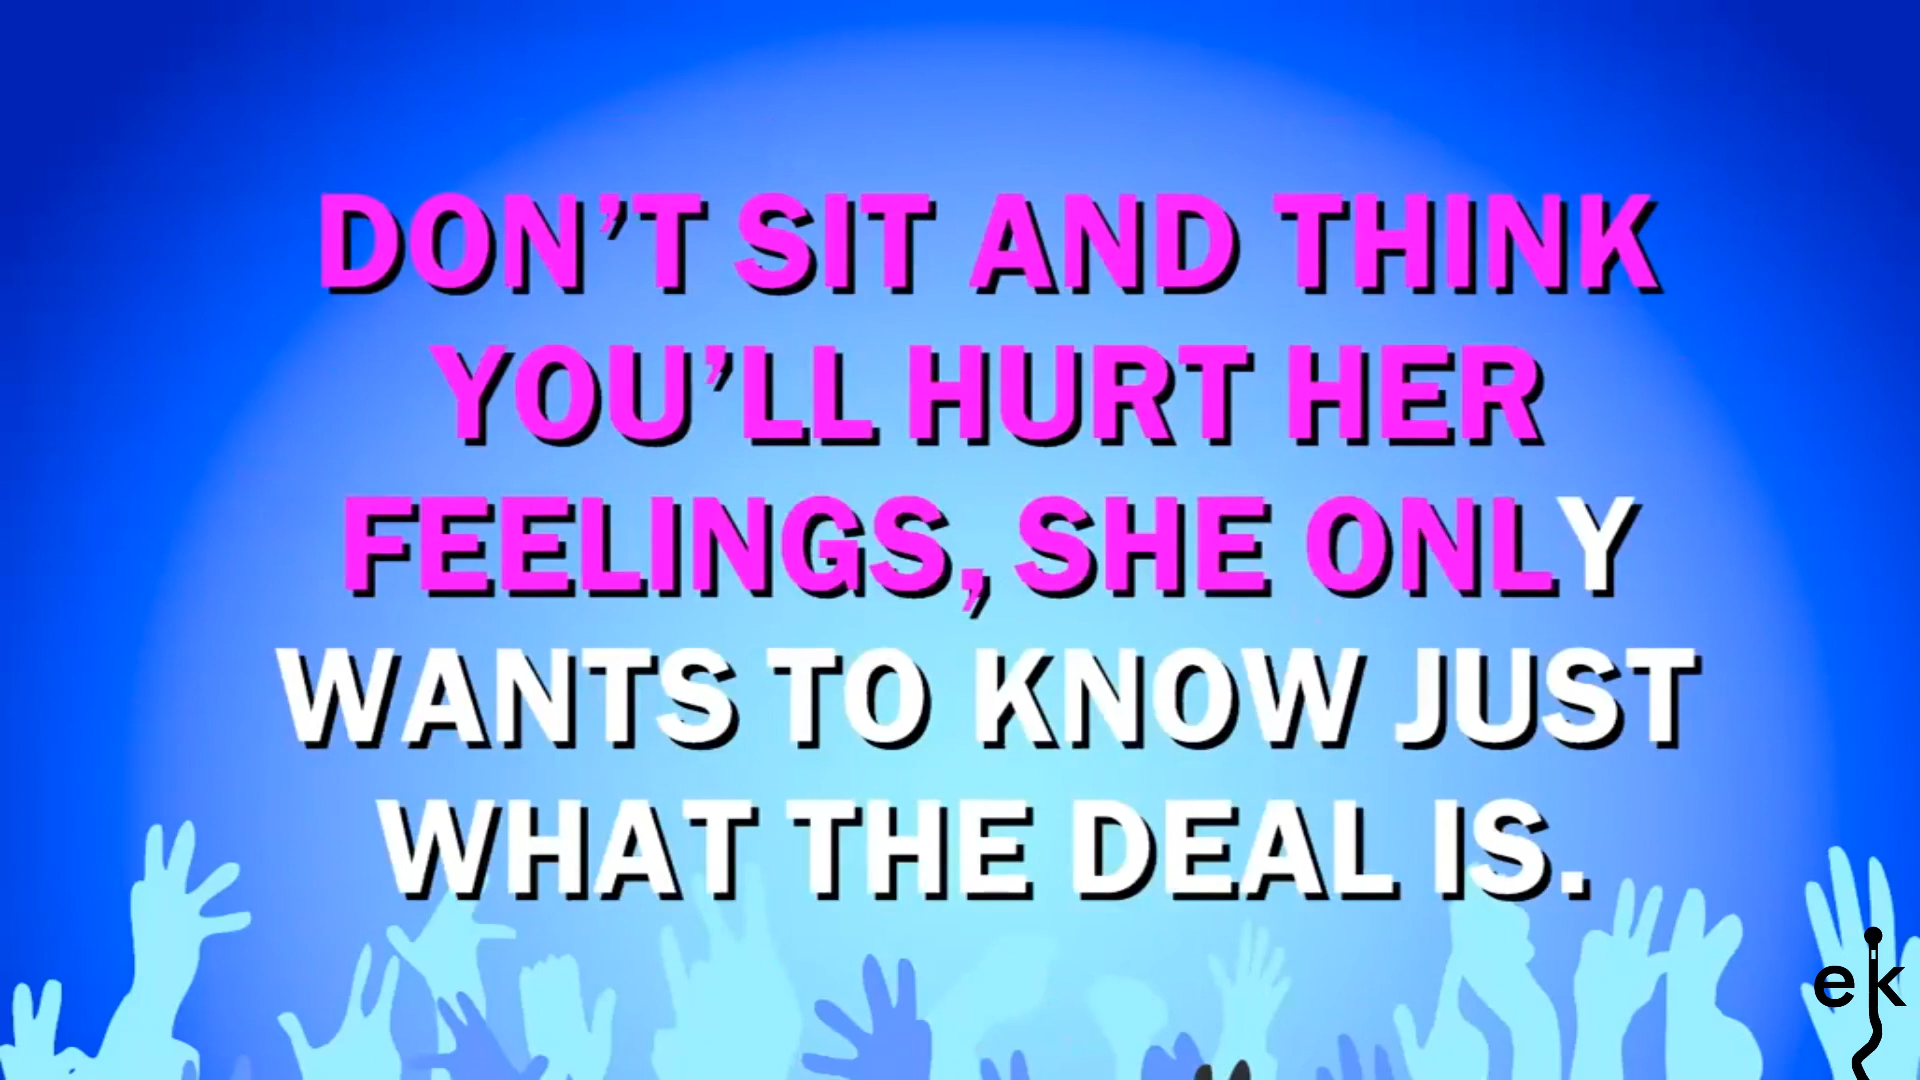 DON’T SIT AND THINK
YOU’LL HURT HER
FEELINGS, SHE ONLY
WANTS TO KNOW JUST
WHAT THE DEAL IS.
ek